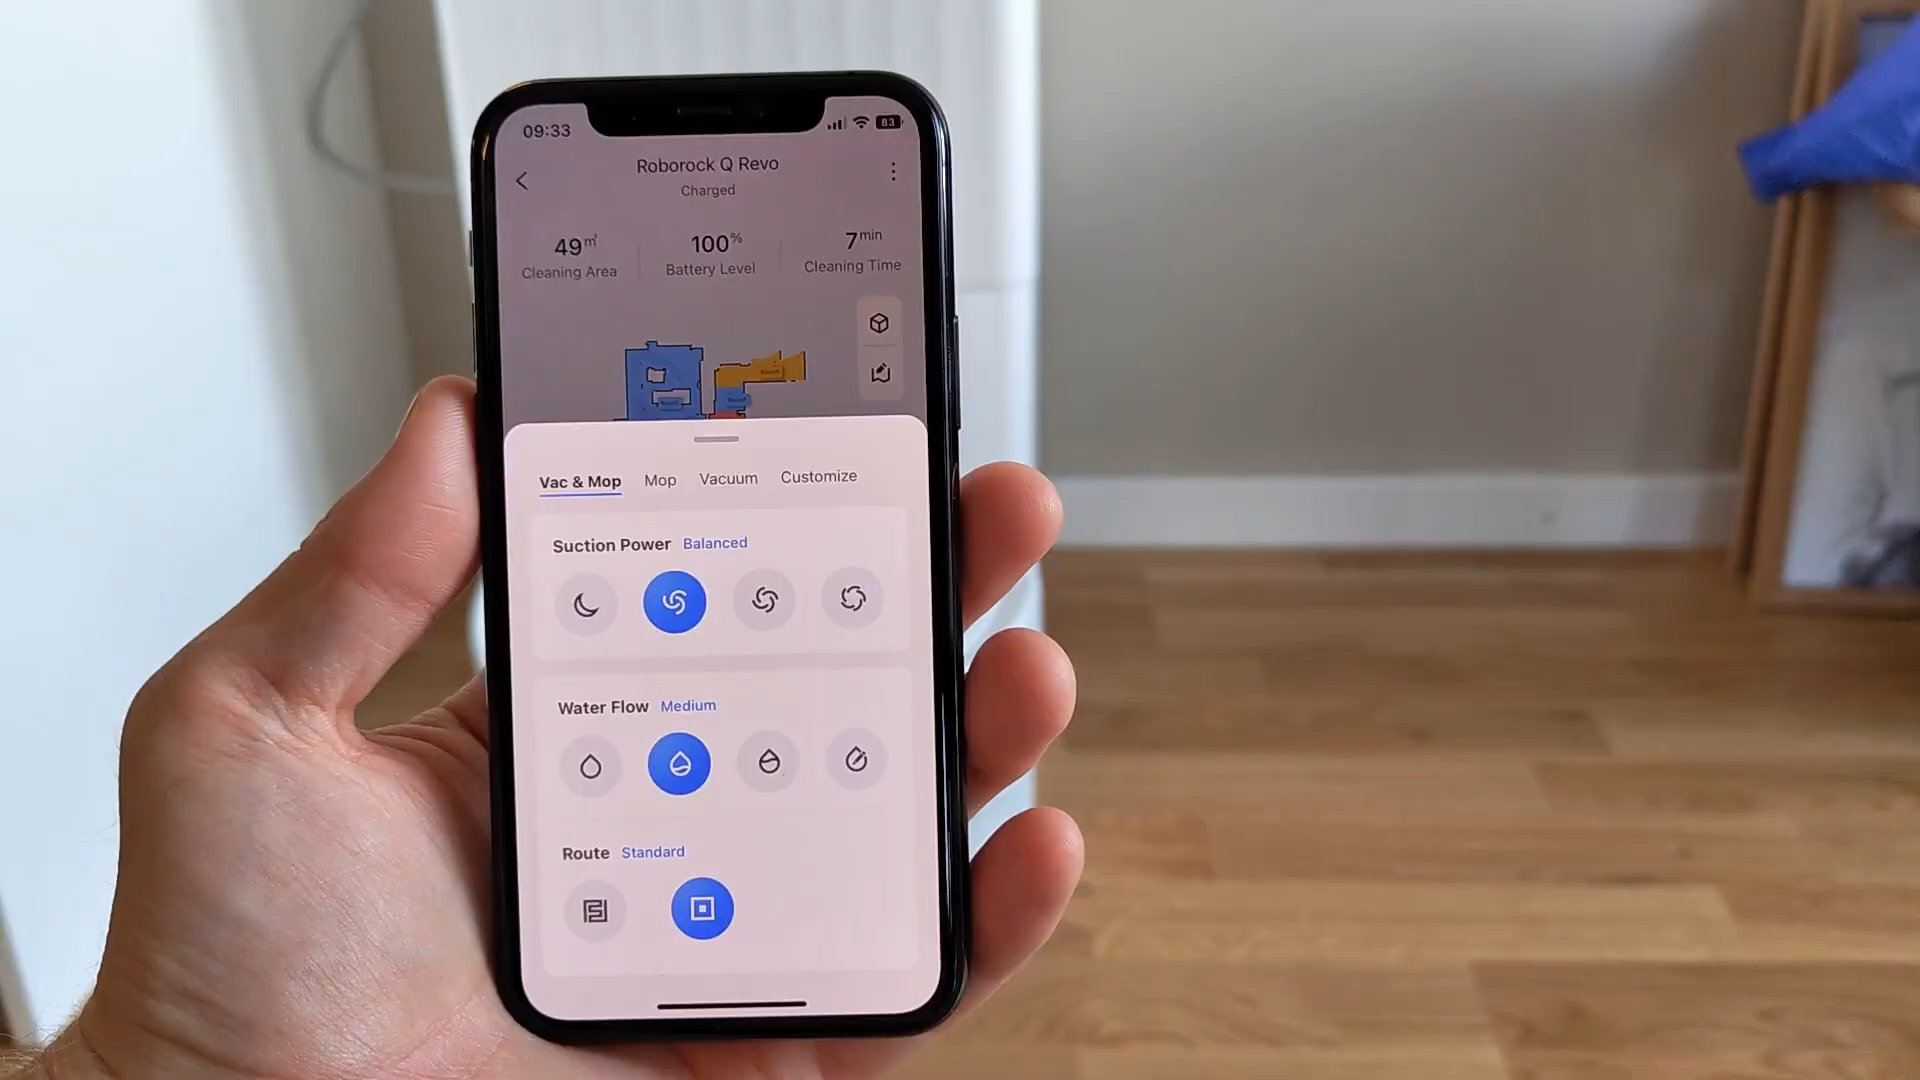 09:33
83
Roborock Q Revo
Charged
49㎡ 100% 7min
Cleaning Area Battery Level Cleaning Time
Vac & Mop Mop Vacuum Customize
Suction Power Balanced
Water Flow Medium
Route Standard